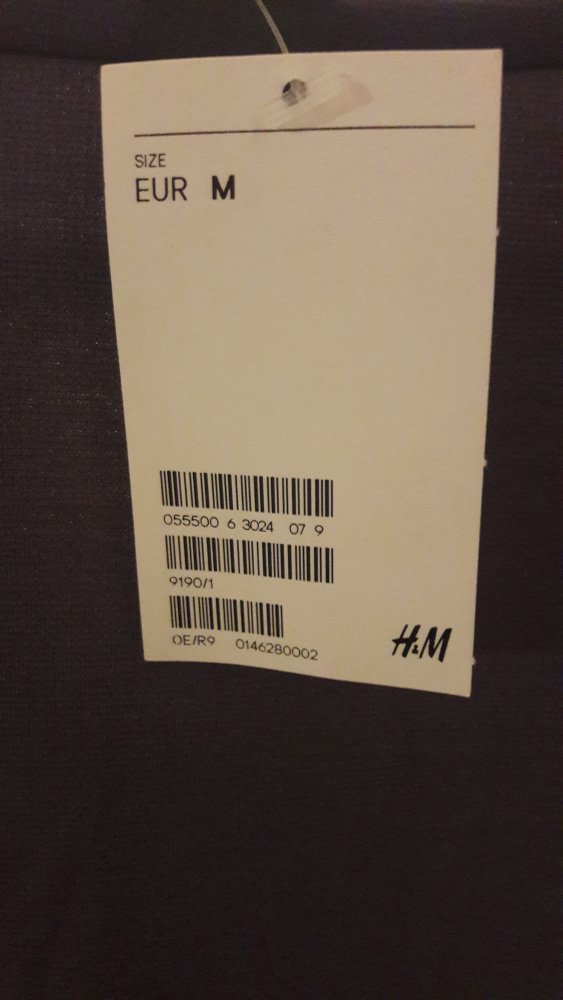 SIZE
EUR M
055500 6 3024 07 9
9190/1
OE/R9 0146280002
H&M